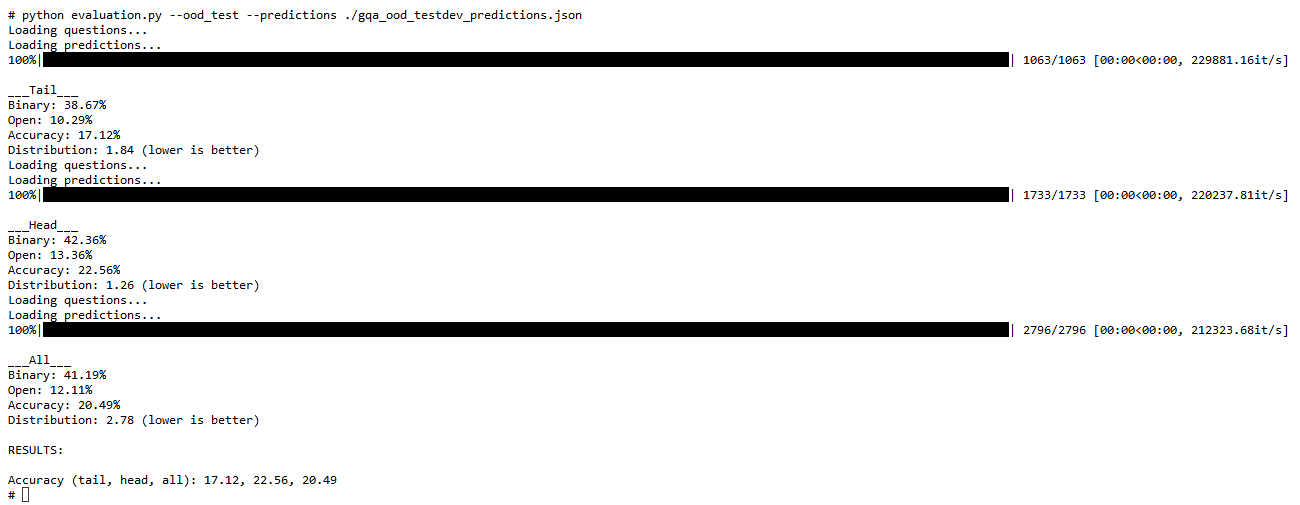 # python evaluation.py --ood_test --predictions ./gqa_ood_testdev_predictions.json
Loading questions...
Loading predictions...
100%| | 1063/1063 [00:00<00:00, 229881.16it/s]
___Tail___
Binary: 38.67%
Open: 10.29%
Accuracy: 17.12%
Distribution: 1.84 (lower is better)
Loading questions...
Loading predictions...
100%| | 1733/1733 [00:00<00:00, 220237.81it/s]
___Head___
Binary: 42.36%
Open: 13.36%
Accuracy: 22.56%
Distribution: 1.26 (lower is better)
Loading questions...
Loading predictions...
100%| | 2796/2796 [00:00<00:00, 212323.68it/s]
___All___
Binary: 41.19%
Open: 12.11%
Accuracy: 20.49%
Distribution: 2.78 (lower is better)
RESULTS:
Accuracy (tail, head, all): 17.12, 22.56, 20.49
#